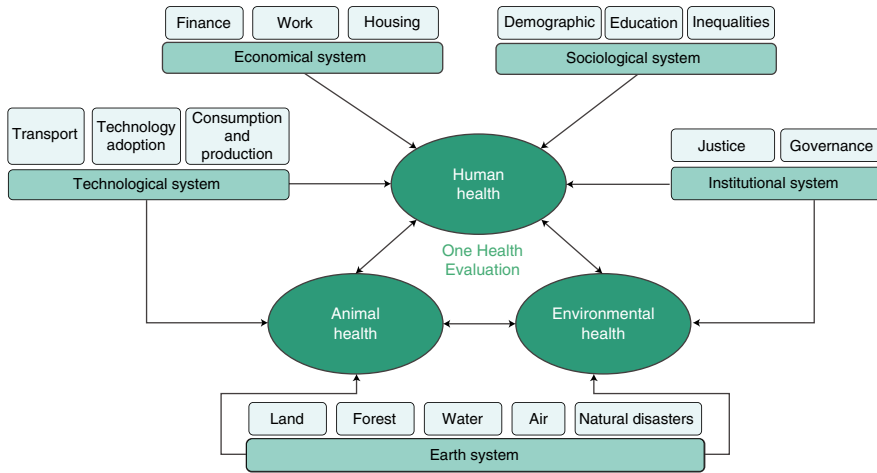 Finance
Work
Housing
Economical system
Demographic
Education
Inequalities
Sociological system
Transport
Technology
adoption
Consumption
and
production
Technological system
Justice
Governance
Institutional system
Human
health
One Health
Evaluation
Animal
health
Environmental
health
Land
Forest
Water
Air
Natural disasters
Earth system